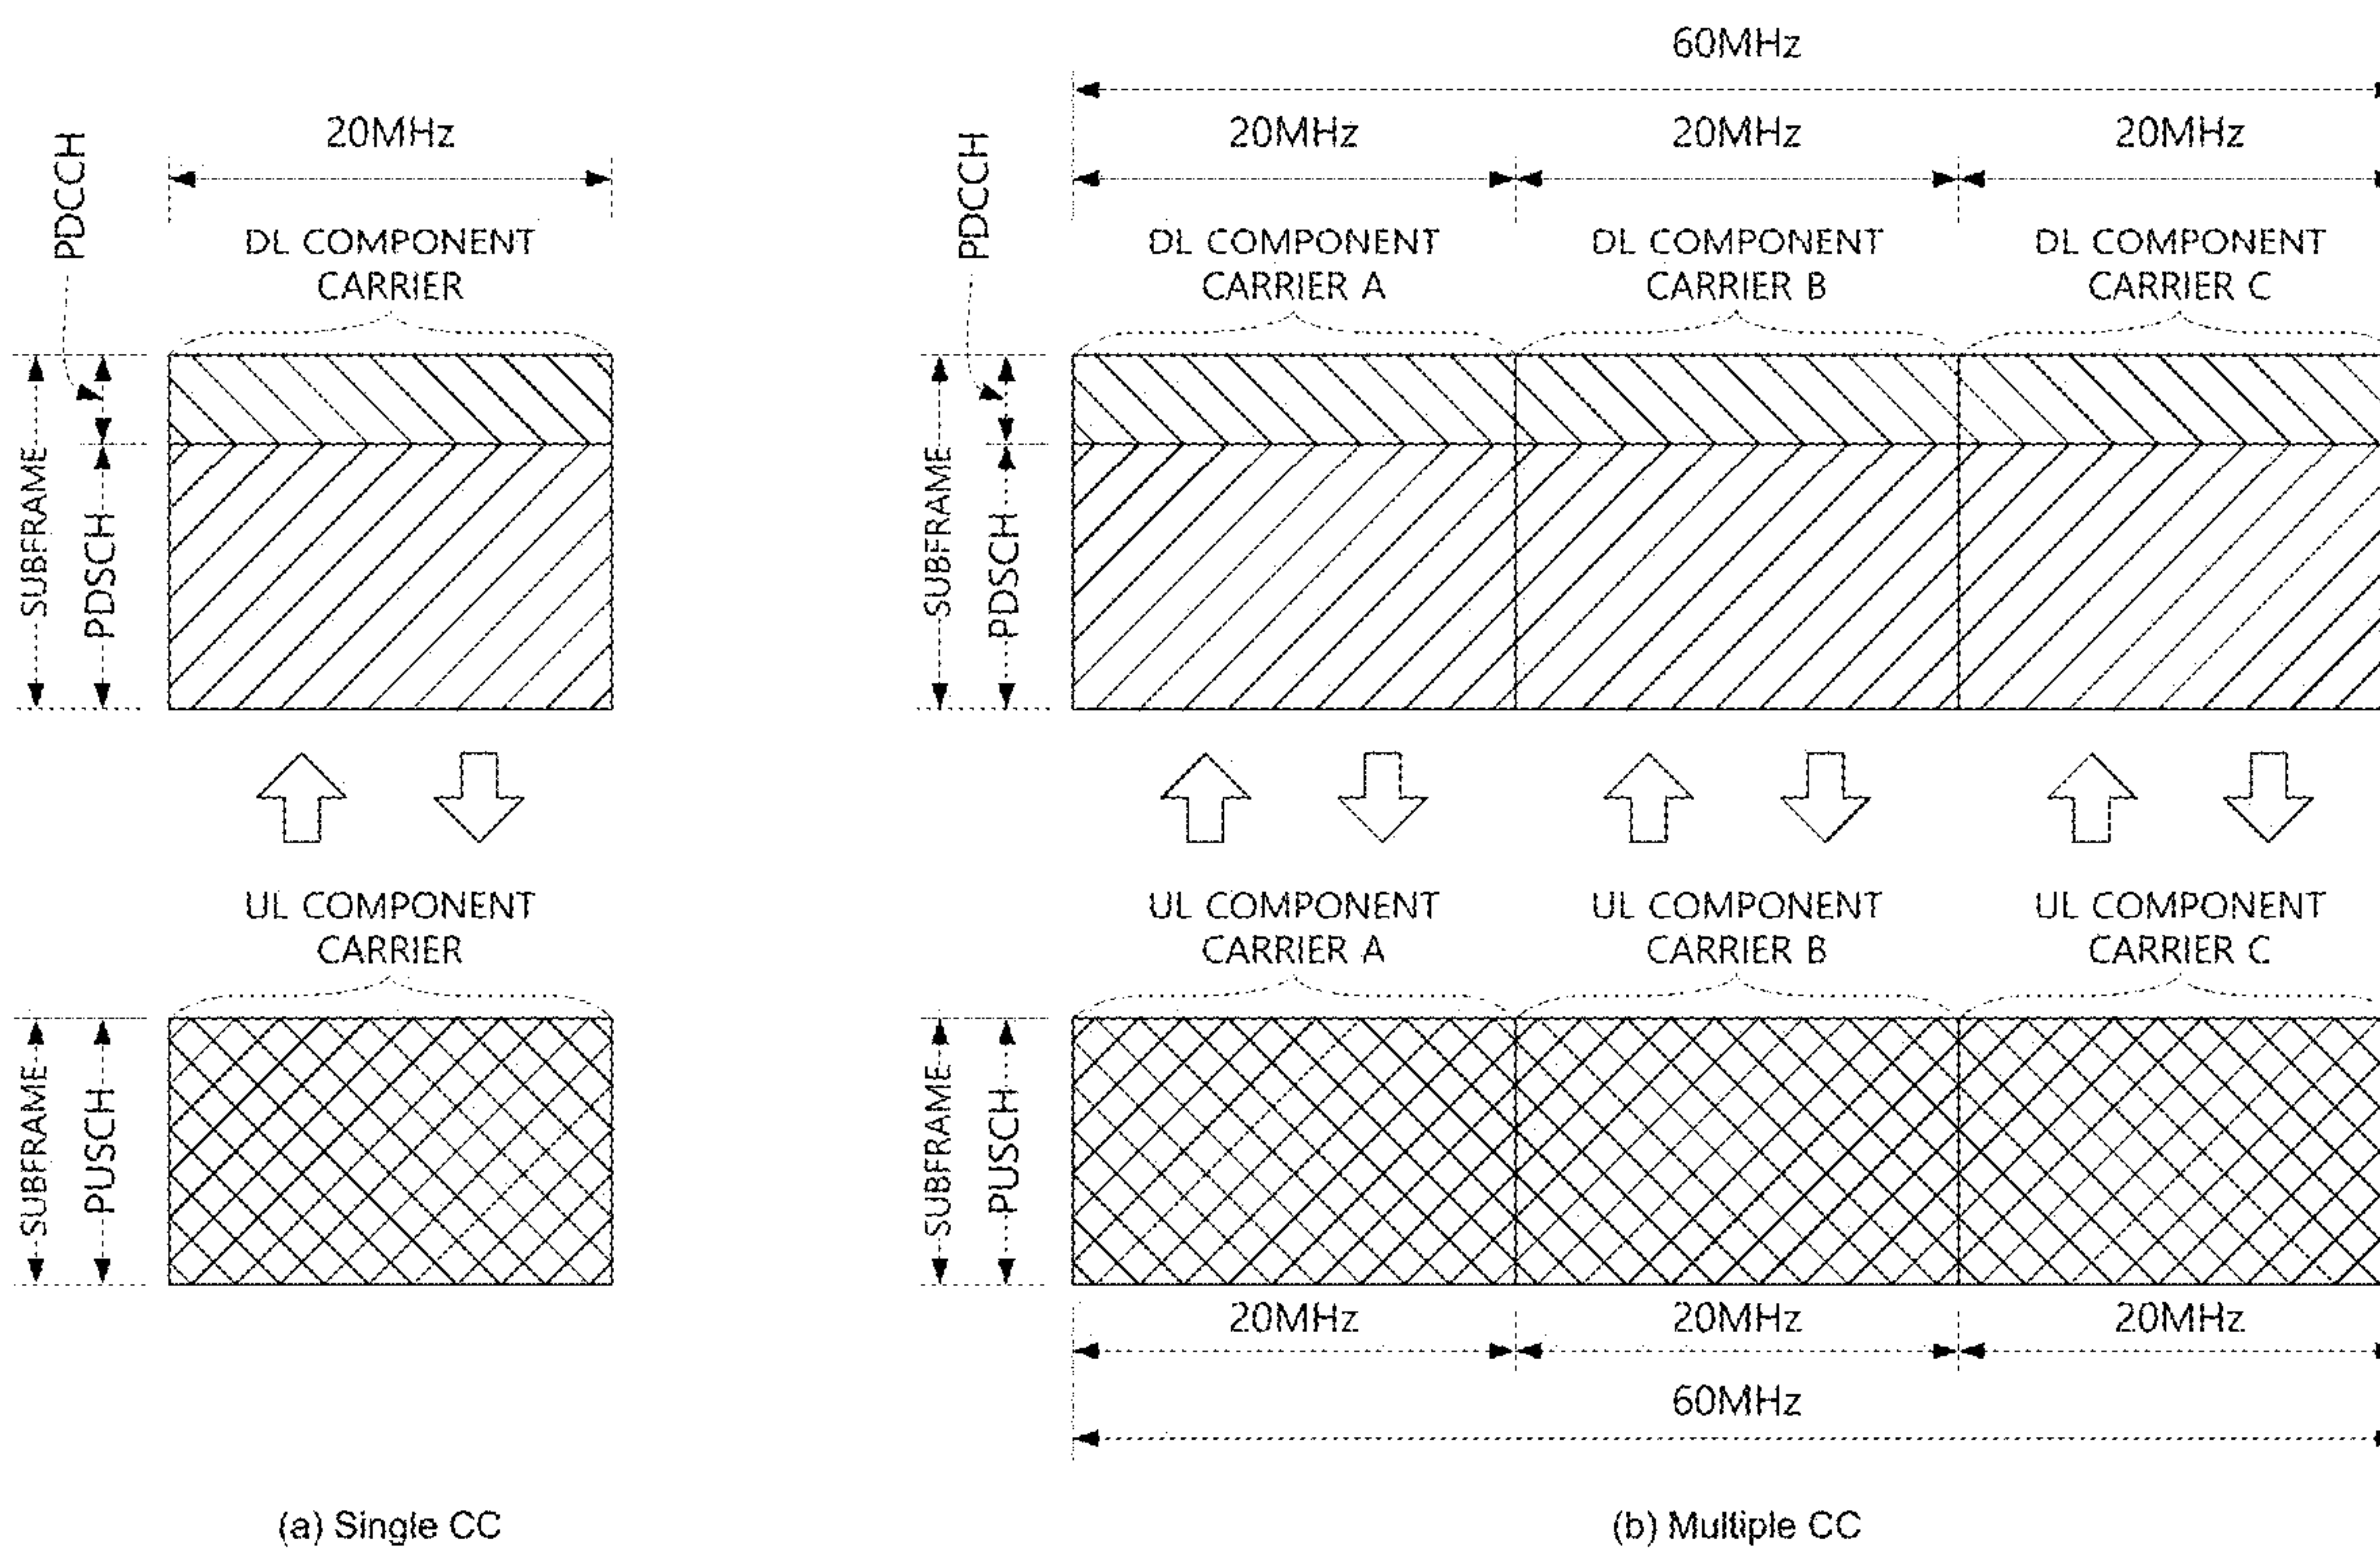 20MHz
PDCCH
DL COMPONENT
CARRIER
SUBFRAME
PDSCH
UL COMPONENT
CARRIER
SUBFRAME
PUSCH
(a) Single CC
60MHz
20MHz
20MHz
20MHz
PDCCH
DL COMPONENT
CARRIER A
DL COMPONENT
CARRIER B
DL COMPONENT
CARRIER C
SUBFRAME
PDSCH
UL COMPONENT
CARRIER A
UL COMPONENT
CARRIER B
UL COMPONENT
CARRIER C
SUBFRAME
PUSCH
20MHz
20MHz
20MHz
60MHz
(b) Multiple CC